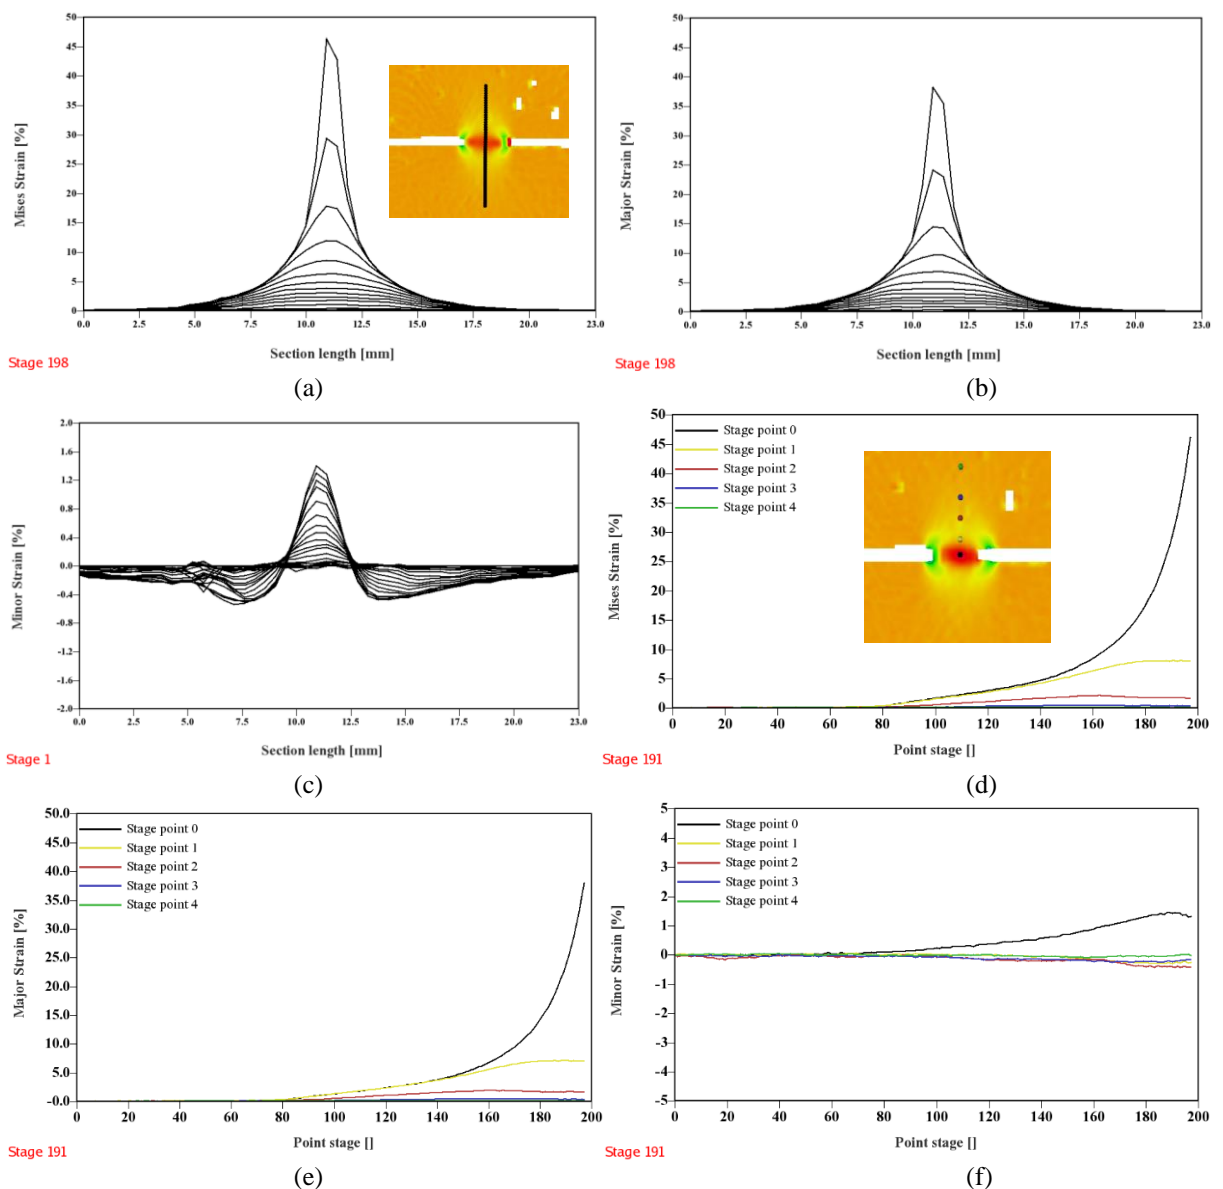 50
45
40
35
30
25
20
15
10
5
0
Mises Strain [%]
0.0 2.5 5.0 7.5 10.0 12.5 15.0 17.5 20.0 23.0
Section length [mm]
Stage 198
(a)
50
45
40
35
30
25
20
15
10
5
0
Major Strain [%]
0.0 2.5 5.0 7.5 10.0 12.5 15.0 17.5 20.0 23.0
Section length [mm]
Stage 198
(b)
2.0
1.6
1.2
0.8
0.4
0.0
-0.4
-0.8
-1.2
-1.6
-2.0
Minor Strain [%]
0.0 2.5 5.0 7.5 10.0 12.5 15.0 17.5 20.0 23.0
Section length [mm]
Stage 1
(c)
50
45
40
35
30
25
20
15
10
5
0
Mises Strain [%]
Stage point 0
Stage point 1
Stage point 2
Stage point 3
Stage point 4
0 20 40 60 80 100 120 140 160 180 200
Point stage []
Stage 191
(d)
50.0
45.0
40.0
35.0
30.0
25.0
20.0
15.0
10.0
5.0
-0.0
Major Strain [%]
Stage point 0
Stage point 1
Stage point 2
Stage point 3
Stage point 4
0 20 40 60 80 100 120 140 160 180 200
Point stage []
Stage 191
(e)
5
4
3
2
1
0
-1
-2
-3
-4
-5
Minor Strain [%]
Stage point 0
Stage point 1
Stage point 2
Stage point 3
Stage point 4
0 20 40 60 80 100 120 140 160 180 200
Point stage []
Stage 191
(f)